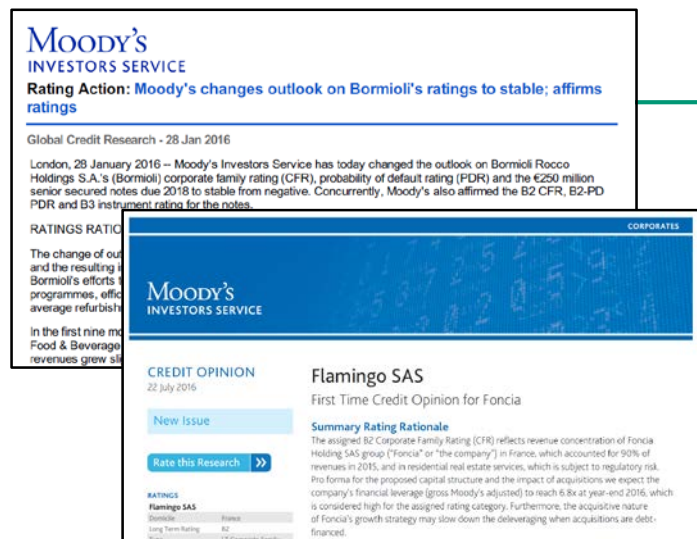 MOODY'S
INVESTORS SERVICE
Rating Action: Moody's changes outlook on Bormioli's ratings to stable; affirms
ratings
Global Credit Research - 28 Jan 2016
London, 28 January 2016 -- Moody's Investors Service has today changed the outlook on Bormioli Rocco
Holdings S.A.'s (Bormioli) corporate family rating (CFR), probability of default rating (PDR) and the €250 million
senior secured notes due 2018 to stable from negative. Concurrently, Moody's also affirmed the B2 CFR, B2-PD
PDR and B3 instrument rating for the notes.
RATINGS RATIO
The change of out
and the resulting i
Bormioli's efforts t
programmes, effic
average refurbish
In the first nine mo
Food & Beverage
revenues grew sli
CORPORATES
MOODY'S
INVESTORS SERVICE
CREDIT OPINION
22 July 2016
New Issue
Rate this Research
RATINGS
Flamingo SAS
Domicile France
Long Term Rating B2
Flamingo SAS
First Time Credit Opinion for Foncia
Summary Rating Rationale
The assigned B2 Corporate Family Rating (CFR) reflects revenue concentration of Foncia
Holding SAS group ("Foncia" or "the company") in France, which accounted for 90% of
revenues in 2015, and in residential real estate services, which is subject to regulatory risk.
Pro forma for the proposed capital structure and the impact of acquisitions we expect the
company's financial leverage (gross Moody's adjusted) to reach 6.8x at year-end 2016, which
is considered high for the assigned rating category. Furthermore, the acquisitive nature
of Foncia's growth strategy may slow down the deleveraging when acquisitions are debt-
financed.